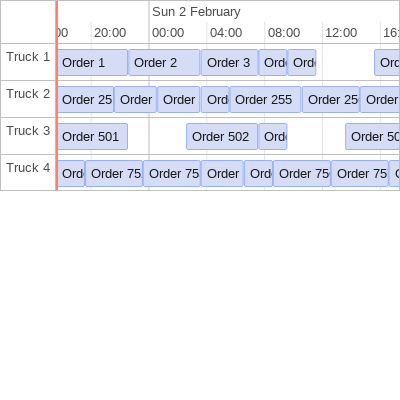 Sun 2 February
00 20:00 00:00 04:00 08:00 12:00 16:
Truck 1 Order 1 Order 2 Order 3 Ord Ord Ord
Truck 2 Order 25 Order Order Ord Order 255 Order 25 Order
Truck 3 Order 501 Order 502 Ord Order 50
Truck 4 Ord Order 75 Order 75 Order Ord Order 75 Order 75